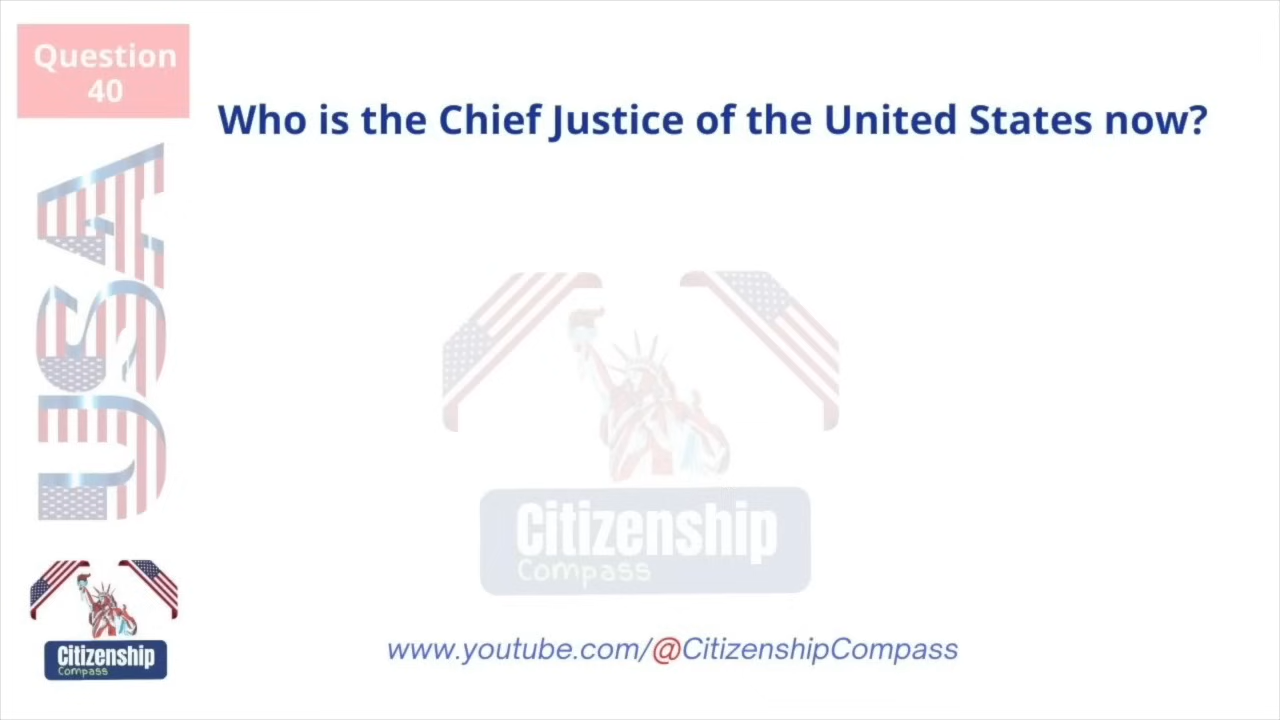 Question
40
Who is the Chief Justice of the United States now?
USA
Citizenship
Compass
Citizenship
Compass
www.youtube.com/@CitizenshipCompass